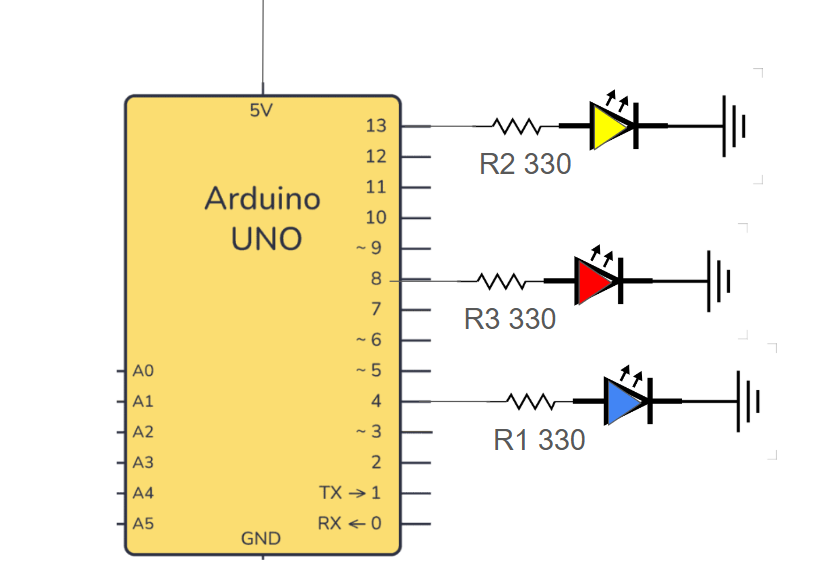 5V
Arduino
UNO
13
12
11
10
~ 9
8
7
~ 6
~ 5
4
~ 3
2
TX → 1
RX ← 0
A0
A1
A2
A3
A4
A5
GND
R2 330
R3 330
R1 330